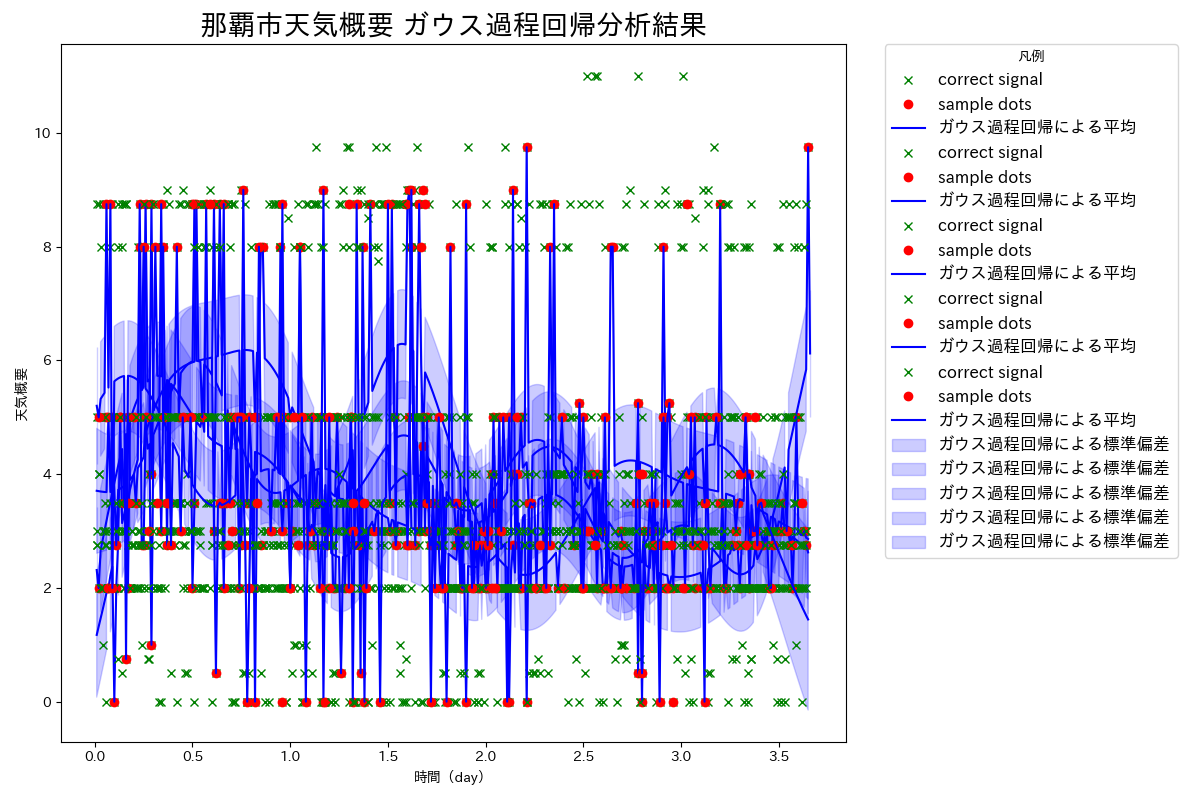 那覇市天気概要 ガウス過程回帰分析結果
天気概要
10
8
6
4
2
0
0.0 0.5 1.0 1.5 2.0 2.5 3.0 3.5
時間（day）
凡例
correct signal
sample dots
ガウス過程回帰による平均
correct signal
sample dots
ガウス過程回帰による平均
correct signal
sample dots
ガウス過程回帰による平均
correct signal
sample dots
ガウス過程回帰による平均
correct signal
sample dots
ガウス過程回帰による平均
ガウス過程回帰による標準偏差
ガウス過程回帰による標準偏差
ガウス過程回帰による標準偏差
ガウス過程回帰による標準偏差
ガウス過程回帰による標準偏差